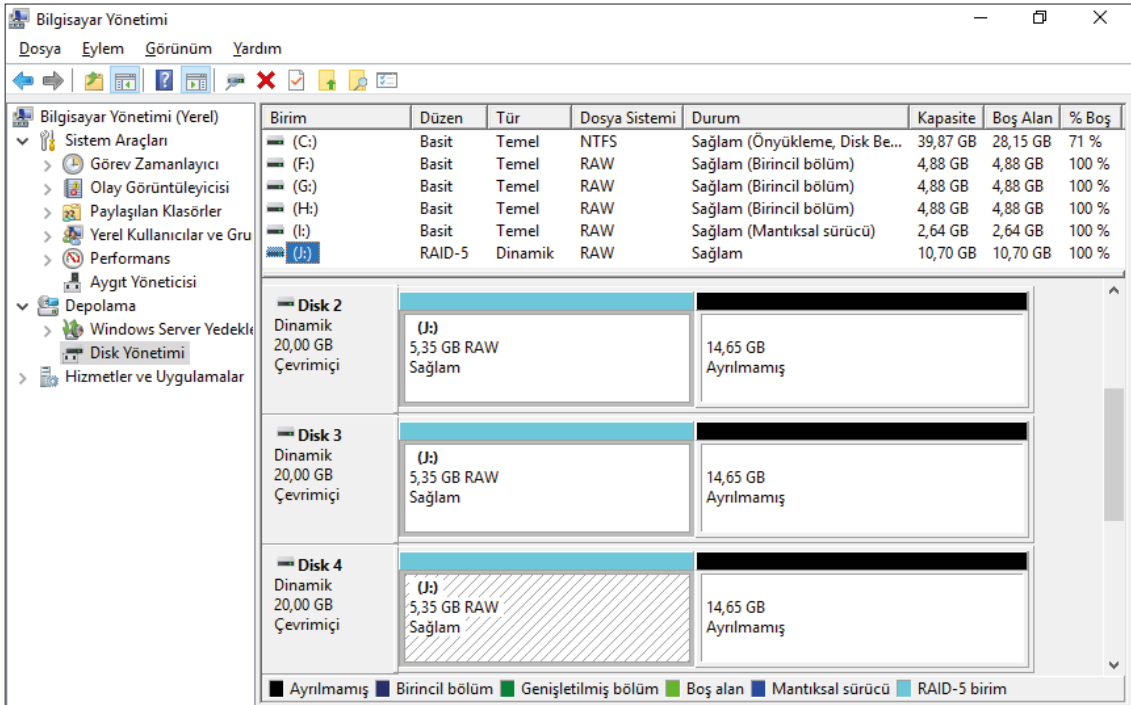 Bilgisayar Yönetimi
Dosya Eylem Görünüm Yardım
Bilgisayar Yönetimi (Yerel)
Sistem Araçları
Görev Zamanlayıcı
Olay Görüntüleyicisi
Paylaşılan Klasörler
Yerel Kullanıcılar ve Gru
Performans
Aygıt Yöneticisi
Depolama
Windows Server Yedekle
Disk Yönetimi
Hizmetler ve Uygulamalar
Birim Düzen Tür Dosya Sistemi Durum Kapasite Boş Alan % Boş
(C:) Basit Temel NTFS Sağlam (Önyükleme, Disk Be... 39,87 GB 28,15 GB 71 %
(F:) Basit Temel RAW Sağlam (Birincil bölüm) 4,88 GB 4,88 GB 100 %
(G:) Basit Temel RAW Sağlam (Birincil bölüm) 4,88 GB 4,88 GB 100 %
(H:) Basit Temel RAW Sağlam (Birincil bölüm) 4,88 GB 4,88 GB 100 %
(I:) Basit Temel RAW Sağlam (Mantıksal sürücü) 2,64 GB 2,64 GB 100 %
(J:) RAID-5 Dinamik RAW Sağlam 10,70 GB 10,70 GB 100 %
Disk 2
Dinamik
20,00 GB
Çevrimiçi
(J:)
5,35 GB RAW
Sağlam
14,65 GB
Ayrılmamış
Disk 3
Dinamik
20,00 GB
Çevrimiçi
(J:)
5,35 GB RAW
Sağlam
14,65 GB
Ayrılmamış
Disk 4
Dinamik
20,00 GB
Çevrimiçi
(J:)
5,35 GB RAW
Sağlam
14,65 GB
Ayrılmamış
Ayrılmamış Birincil bölüm Genişletilmiş bölüm Boş alan Mantıksal sürücü RAID-5 birim